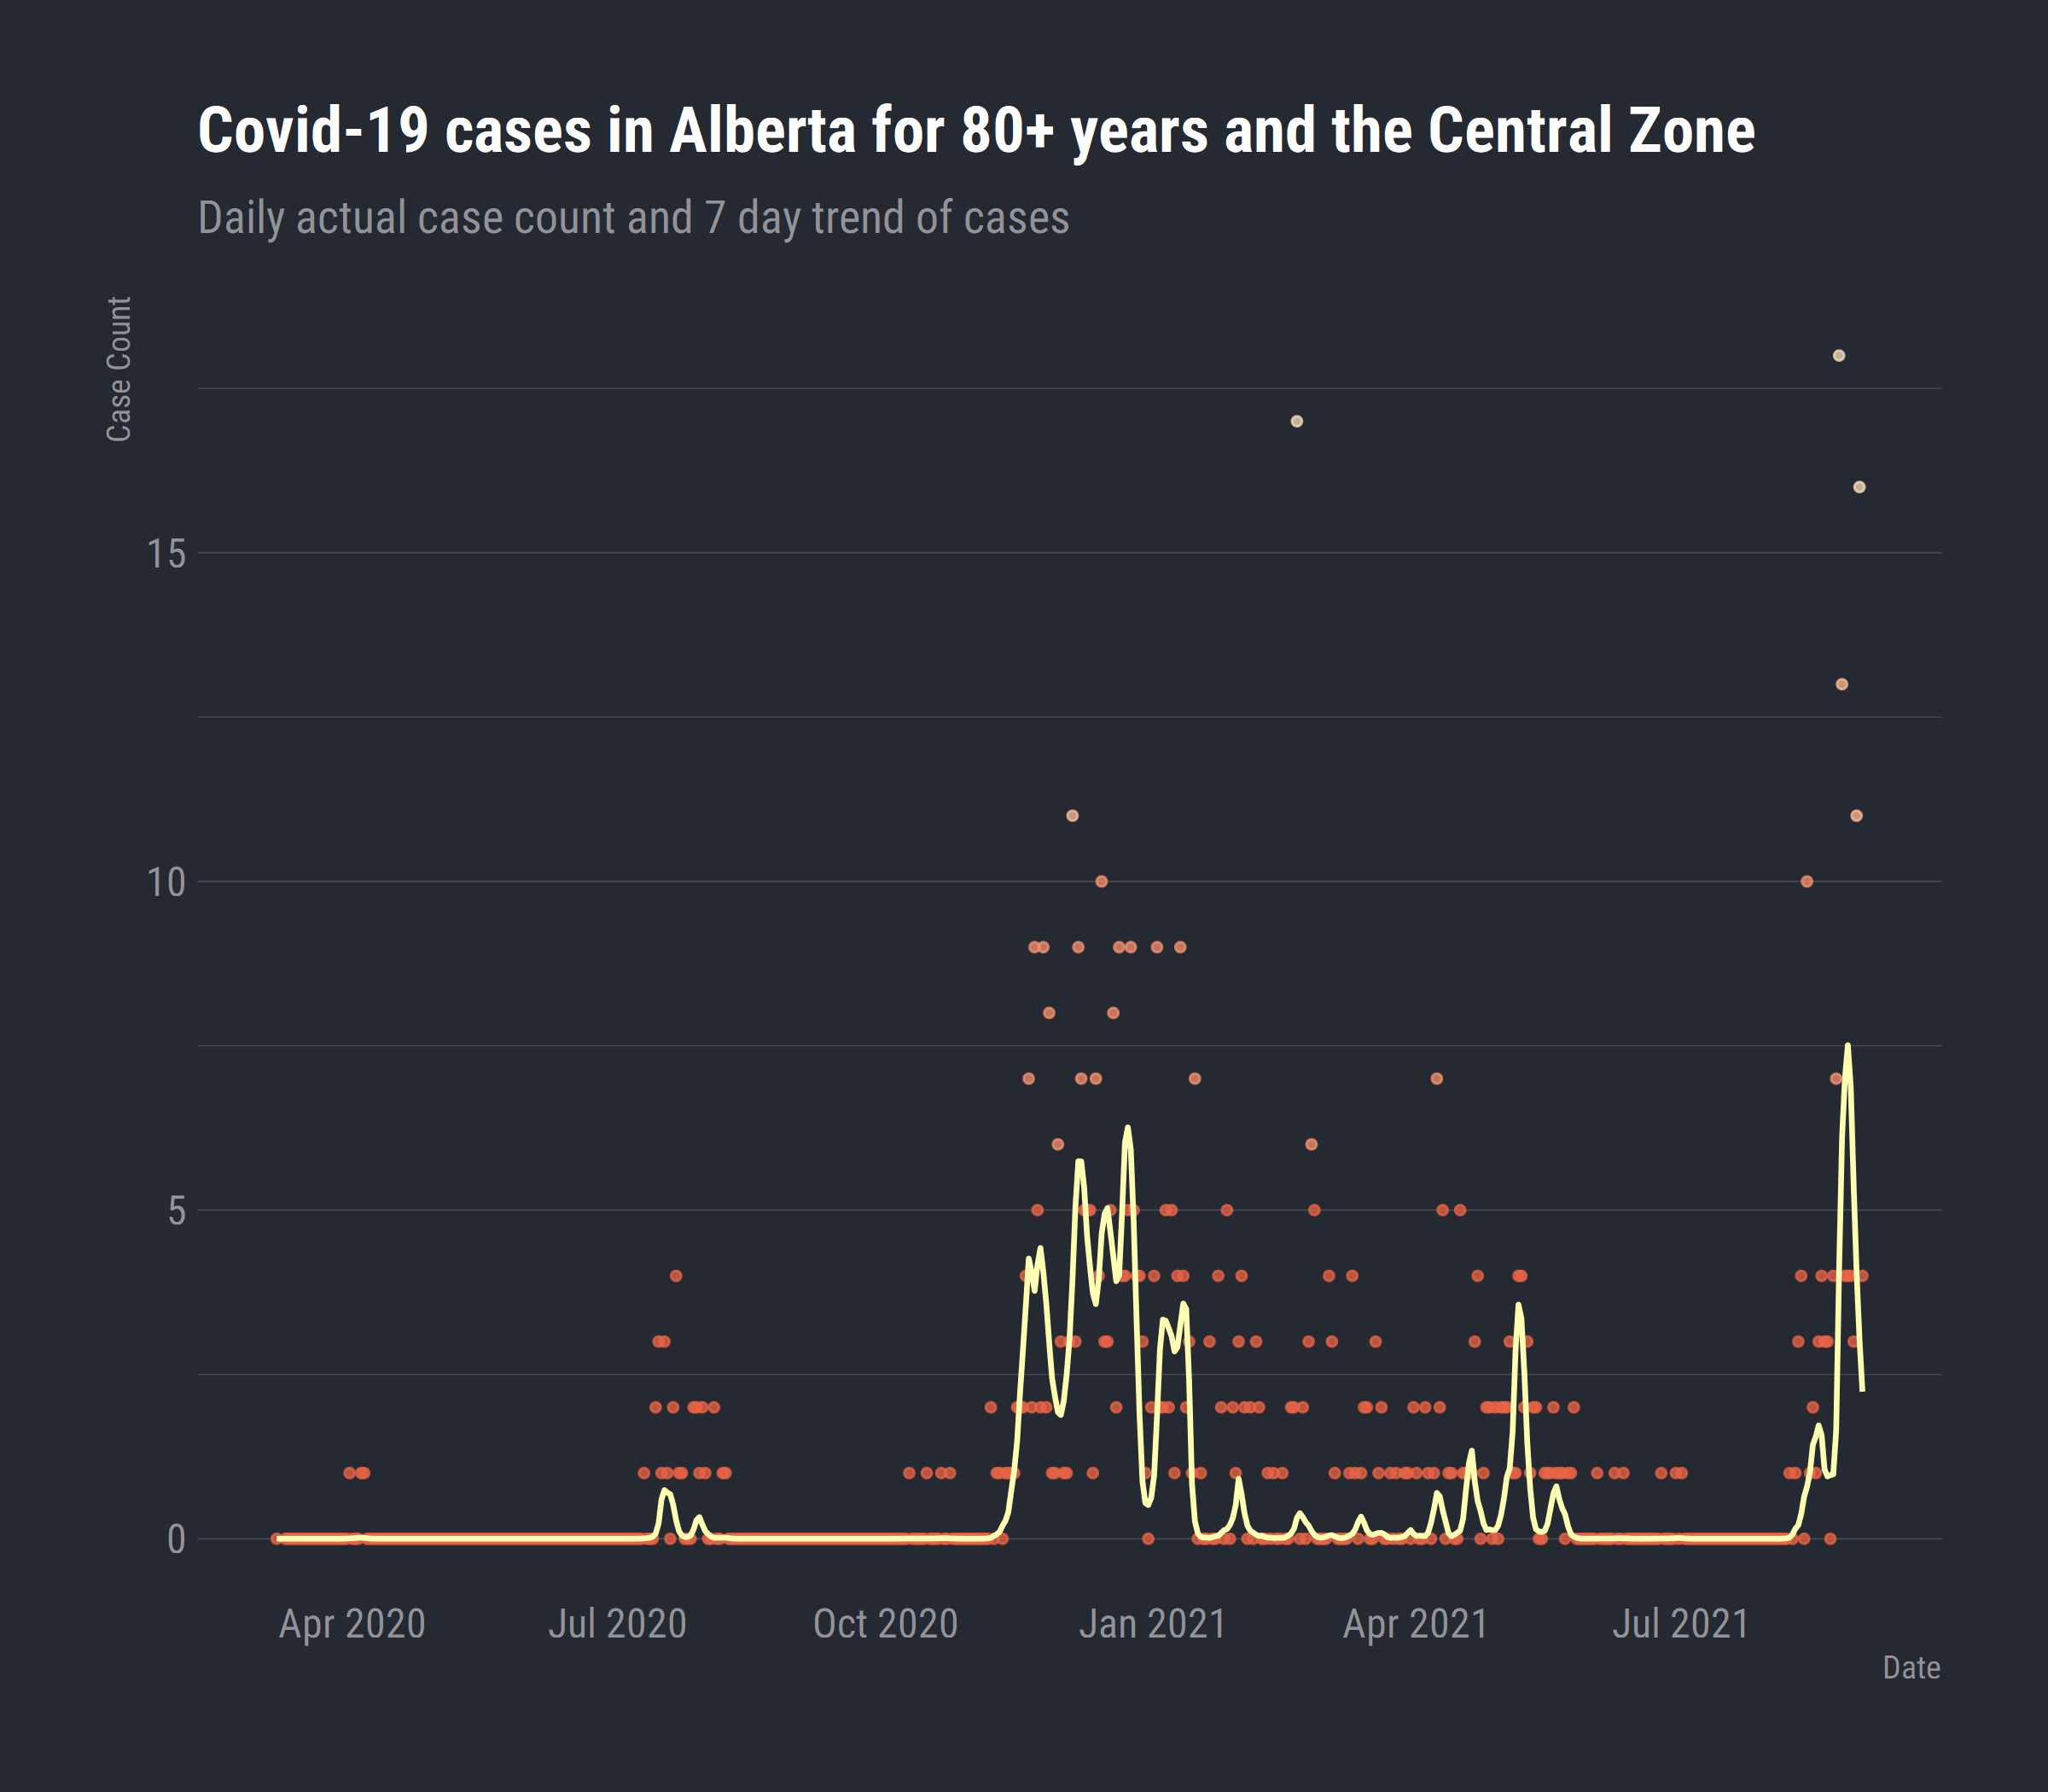 Covid-19 cases in Alberta for 80+ years and the Central Zone
Daily actual case count and 7 day trend of cases
Case Count
15
10
5
0
Apr 2020
Jul 2020
Oct 2020
Jan 2021
Apr 2021
Jul 2021
Date